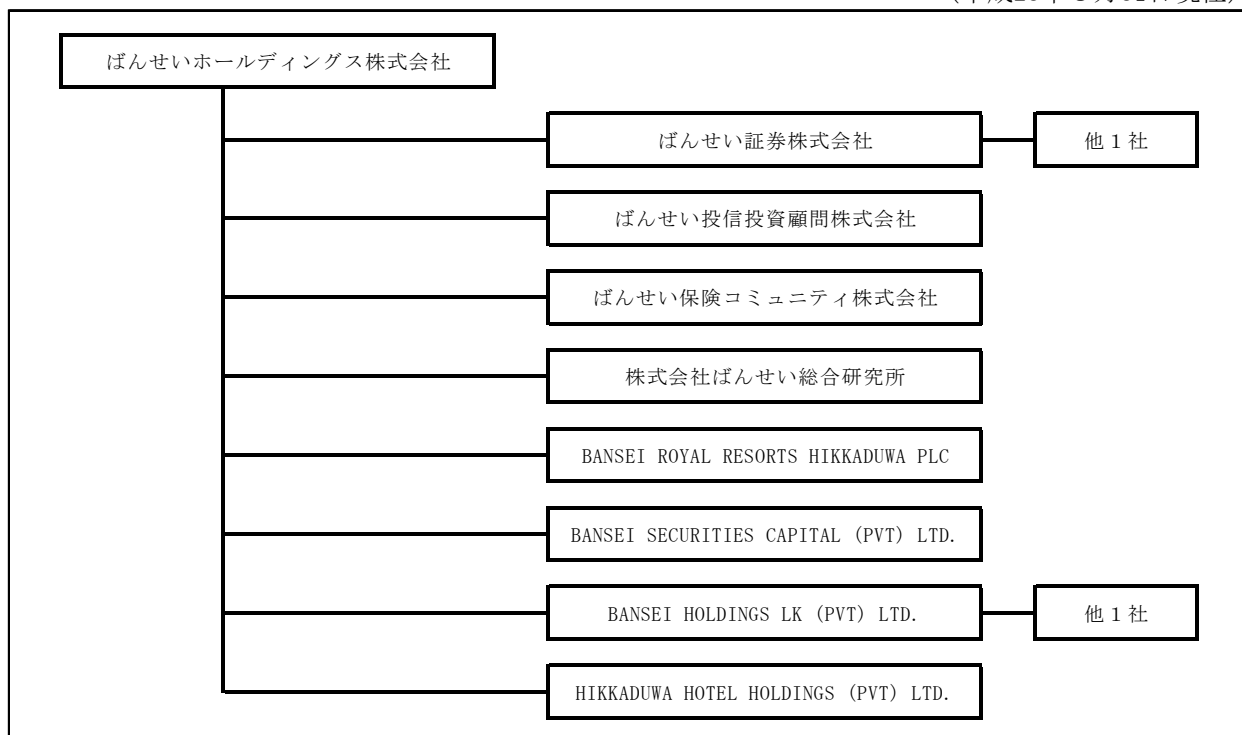 ばんせいホールディングス株式会社
ばんせい証券株式会社
他１社
ばんせい投信投資顧問株式会社
ばんせい保険コミュニティ株式会社
株式会社ばんせい総合研究所
BANSEI ROYAL RESORTS HIKKADUWA PLC
BANSEI SECURITIES CAPITAL (PVT) LTD.
BANSEI HOLDINGS LK (PVT) LTD.
他１社
HIKKADUWA HOTEL HOLDINGS (PVT) LTD.